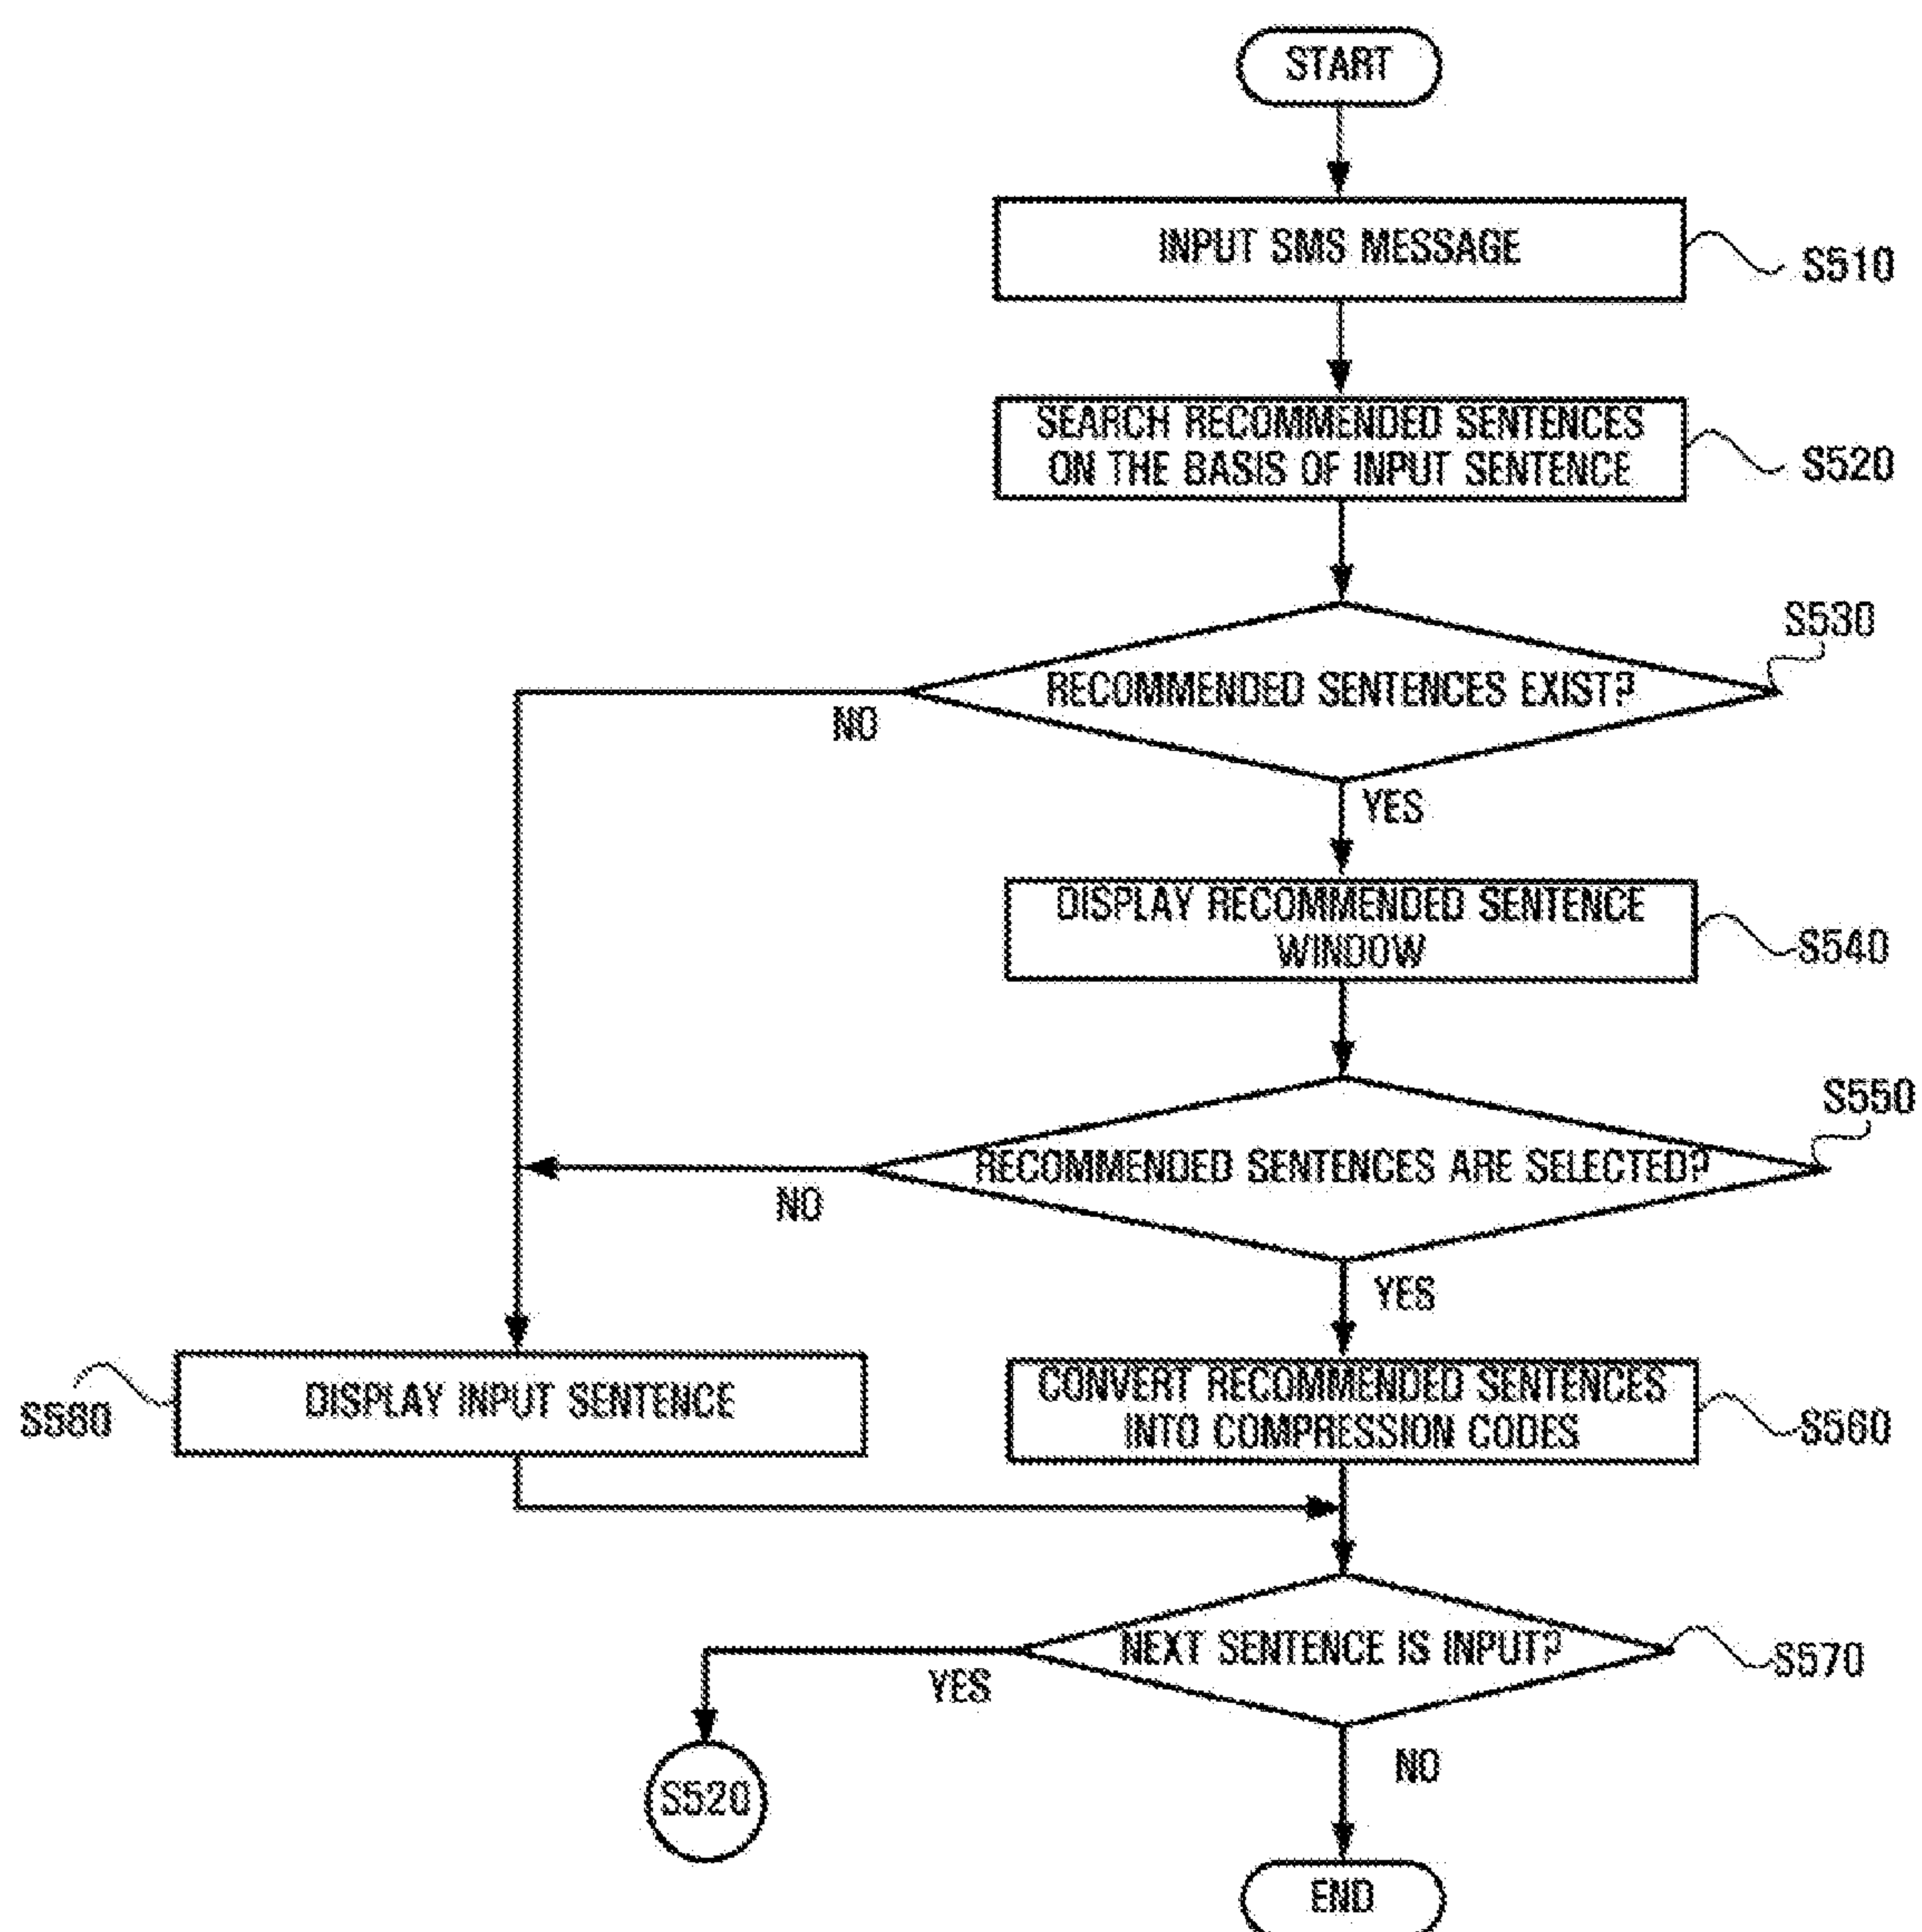 START
INPUT SMS MESSAGE
S510
SEARCH RECOMMENDED SENTENCES
ON THE BASIS OF INPUT SENTENCE
S520
S530
RECOMMENDED SENTENCES EXIST?
NO
YES
DISPLAY RECOMMENDED SENTENCE
WINDOW
S540
S550
RECOMMENDED SENTENCES ARE SELECTED?
NO
YES
S580
DISPLAY INPUT SENTENCE
CONVERT RECOMMENDED SENTENCES
INTO COMPRESSION CODES
S560
NEXT SENTENCE IS INPUT?
S570
YES
S520
NO
END